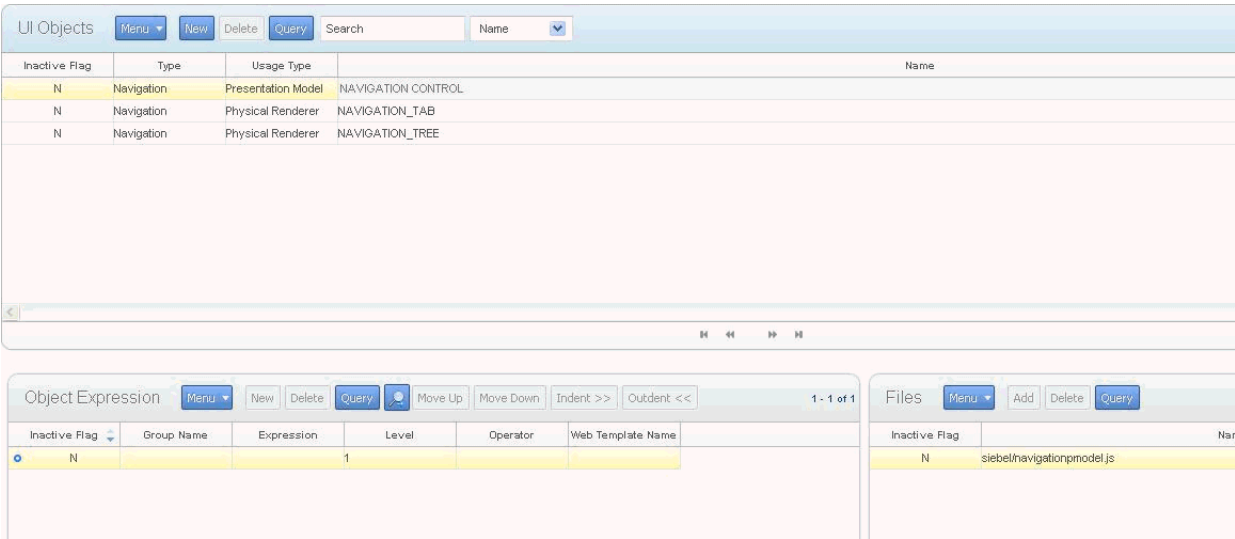 UI Objects Menu New Delete Query Search Name
Inactive Flag Type Usage Type Name
N Navigation Presentation Model NAVIGATION CONTROL
N Navigation Physical Renderer NAVIGATION_TAB
N Navigation Physical Renderer NAVIGATION_TREE
Object Expression Menu New Delete Query Move Up Move Down Indent >> Outdent << 1 - 1 of 1
Inactive Flag Group Name Expression Level Operator Web Template Name
N 1
Files Menu Add Delete Query
Inactive Flag Nar
N siebel/navigationpmodel.js